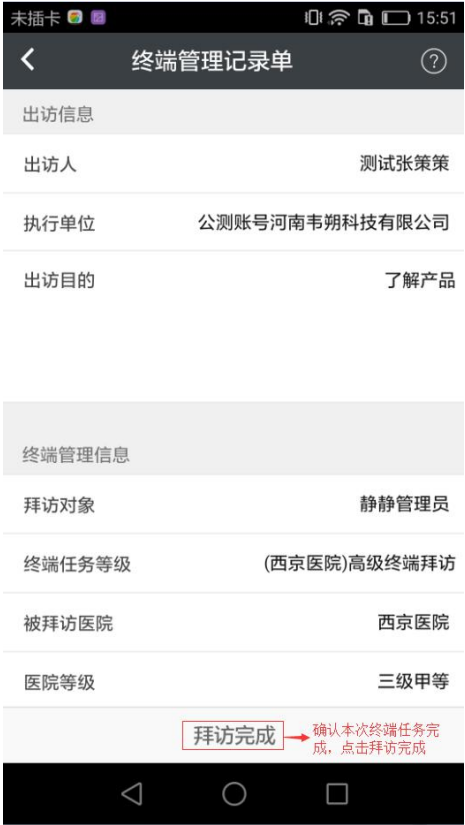 未插卡 15:51
终端管理记录单
出访信息
出访人 测试张策策
执行单位 公测账号河南韦朔科技有限公司
出访目的 了解产品
终端管理信息
拜访对象 静静管理员
终端任务等级 (西京医院)高级终端拜访
被拜访医院 西京医院
医院等级 三级甲等
拜访完成
确认本次终端任务完
成，点击拜访完成